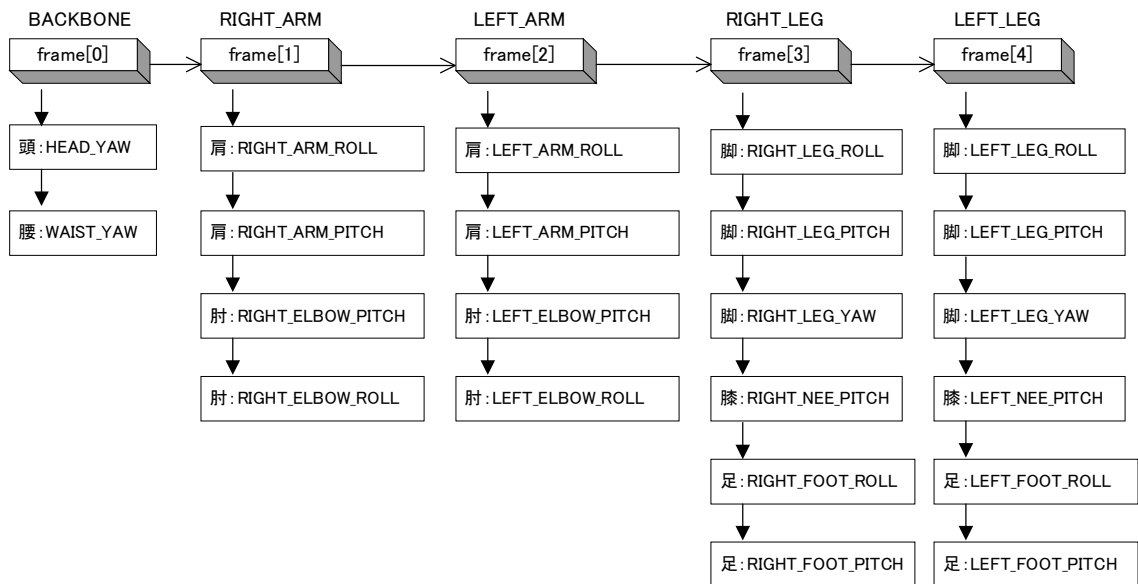 BACKBONE
RIGHT_ARM
LEFT_ARM
RIGHT_LEG
LEFT_LEG
frame[0]
frame[1]
frame[2]
frame[3]
frame[4]
頭:HEAD_YAW
肩:RIGHT_ARM_ROLL
肩:LEFT_ARM_ROLL
脚:RIGHT_LEG_ROLL
脚:LEFT_LEG_ROLL
腰:WAIST_YAW
肩:RIGHT_ARM_PITCH
肩:LEFT_ARM_PITCH
脚:RIGHT_LEG_PITCH
脚:LEFT_LEG_PITCH
肘:RIGHT_ELBOW_PITCH
肘:LEFT_ELBOW_PITCH
脚:RIGHT_LEG_YAW
脚:LEFT_LEG_YAW
肘:RIGHT_ELBOW_ROLL
肘:LEFT_ELBOW_ROLL
膝:RIGHT_NEE_PITCH
膝:LEFT_NEE_PITCH
足:RIGHT_FOOT_ROLL
足:LEFT_FOOT_ROLL
足:RIGHT_FOOT_PITCH
足:LEFT_FOOT_PITCH